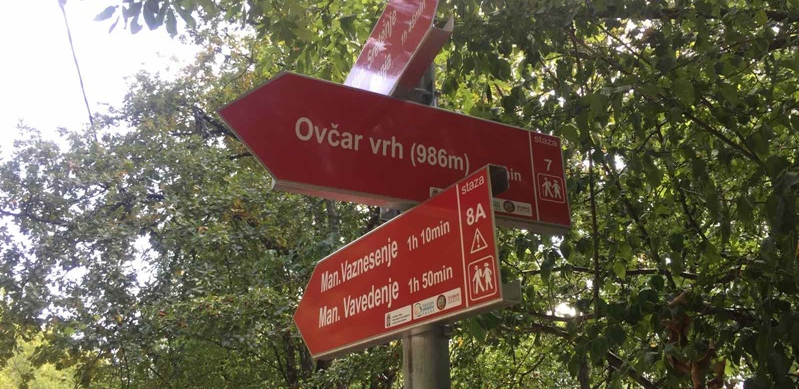 Ovčar vrh (986m)
min
staza
7
Man.Vaznesenje 1h 10min
Man. Vavedenje 1h 50min
staza
8A